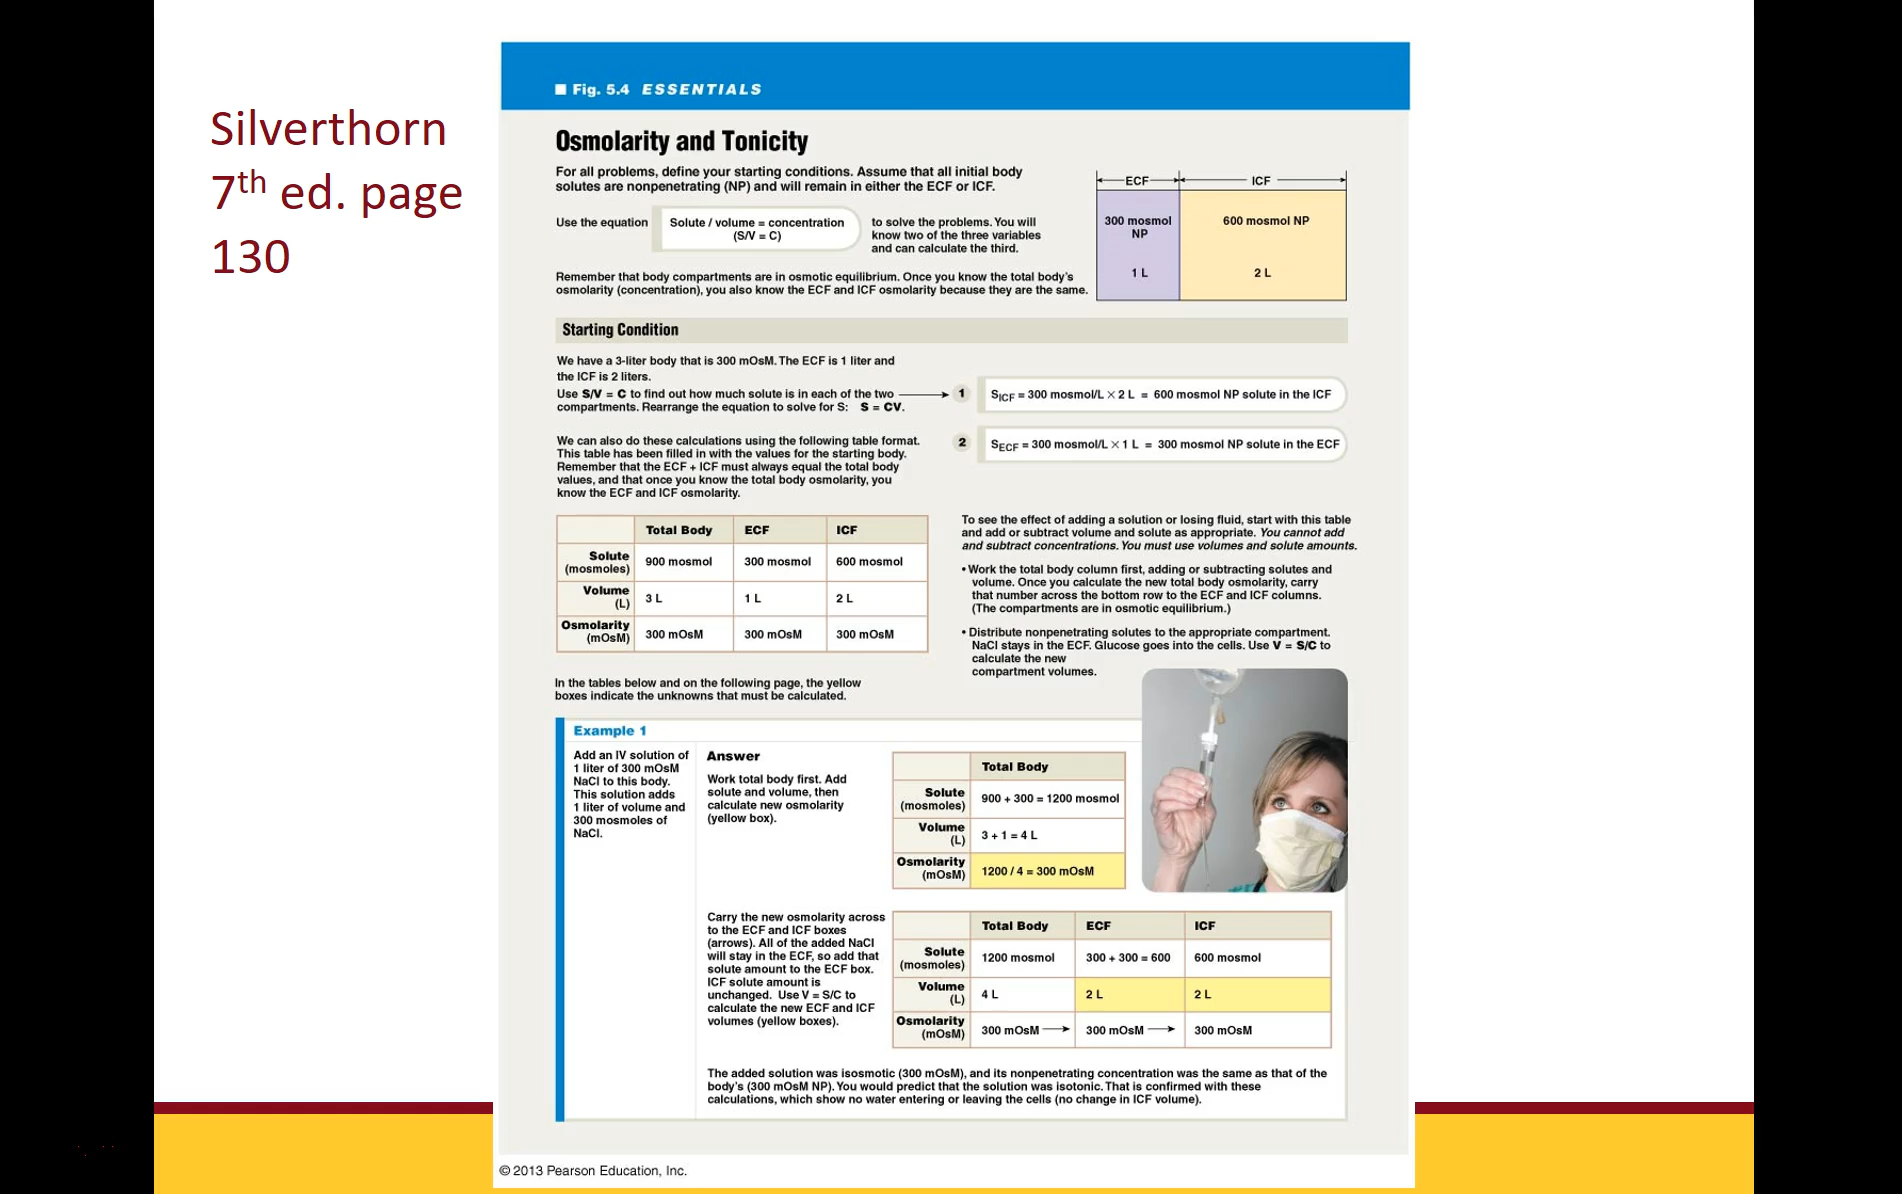 Silverthorn
7th ed. page
130
■ Fig. 5.4 ESSENTIALS
Osmolarity and Tonicity
For all problems, define your starting conditions. Assume that all initial body
solutes are nonpenetrating (NP) and will remain in either the ECF or ICF.
Use the equation
Solute / volume = concentration
(S/V = C)
to solve the problems. You will
know two of the three variables
and can calculate the third.
Remember that body compartments are in osmotic equilibrium. Once you know the total body's
osmolarity (concentration), you also know the ECF and ICF osmolarity because they are the same.
ECF ICF
300 mosmol
NP
600 mosmol NP
1 L 2 L
Starting Condition
We have a 3-liter body that is 300 mOsM. The ECF is 1 liter and
the ICF is 2 liters.
Use S/V = C to find out how much solute is in each of the two
compartments. Rearrange the equation to solve for S: S = CV.
1 SICF = 300 mosmol/L × 2 L = 600 mosmol NP solute in the ICF
2 SECF = 300 mosmol/L × 1 L = 300 mosmol NP solute in the ECF
We can also do these calculations using the following table format.
This table has been filled in with the values for the starting body.
Remember that the ECF + ICF must always equal the total body
values, and that once you know the total body osmolarity, you
know the ECF and ICF osmolarity.
Total Body ECF ICF
Solute
(mosmoles) 900 mosmol 300 mosmol 600 mosmol
Volume
(L) 3 L 1 L 2 L
Osmolarity
(mOsM) 300 mOsM 300 mOsM 300 mOsM
To see the effect of adding a solution or losing fluid, start with this table
and add or subtract volume and solute as appropriate. You cannot add
and subtract concentrations. You must use volumes and solute amounts.
• Work the total body column first, adding or subtracting solutes and
volume. Once you calculate the new total body osmolarity, carry
that number across the bottom row to the ECF and ICF columns.
(The compartments are in osmotic equilibrium.)
• Distribute nonpenetrating solutes to the appropriate compartment.
NaCl stays in the ECF. Glucose goes into the cells. Use V = S/C to
calculate the new
compartment volumes.
In the tables below and on the following page, the yellow
boxes indicate the unknowns that must be calculated.
Example 1
Add an IV solution of
1 liter of 300 mOsM
NaCl to this body.
This solution adds
1 liter of volume and
300 mosmoles of
NaCl.
Answer
Work total body first. Add
solute and volume, then
calculate new osmolarity
(yellow box).
Total Body
Solute
(mosmoles) 900 + 300 = 1200 mosmol
Volume
(L) 3 + 1 = 4 L
Osmolarity
(mOsM) 1200 / 4 = 300 mOsM
Carry the new osmolarity across
to the ECF and ICF boxes
(arrows). All of the added NaCl
will stay in the ECF, so add that
solute amount to the ECF box.
ICF solute amount is
unchanged. Use V = S/C to
calculate the new ECF and ICF
volumes (yellow boxes).
Total Body ECF ICF
Solute
(mosmoles) 1200 mosmol 300 + 300 = 600 600 mosmol
Volume
(L) 4 L 2 L 2 L
Osmolarity
(mOsM) 300 mOsM 300 mOsM 300 mOsM
The added solution was isosmotic (300 mOsM), and its nonpenetrating concentration was the same as that of the
body's (300 mOsM NP). You would predict that the solution was isotonic. That is confirmed with these
calculations, which show no water entering or leaving the cells (no change in ICF volume).
© 2013 Pearson Education, Inc.